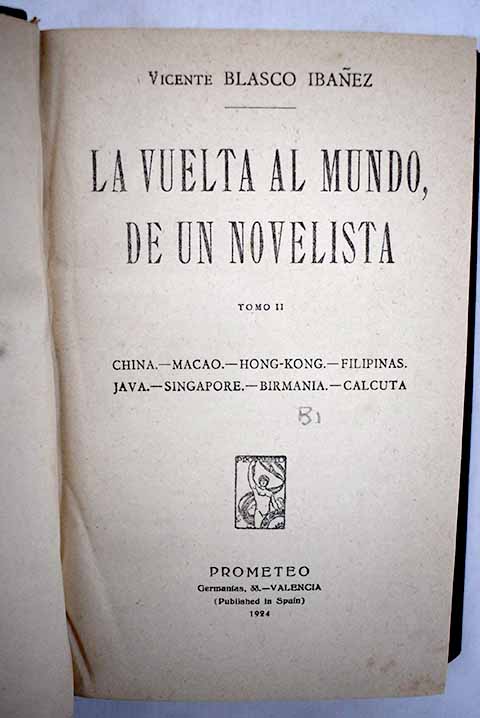 VICENTE BLASCO IBAÑEZ
LA VUELTA AL MUNDO,
DE UN NOVELISTA
TOMO II
CHINA.—MACAO.—HONG-KONG.—FILIPINAS.
JAVA.—SINGAPORE.—BIRMANIA.—CALCUTA
B1
PROMETEO
PROMETEO
Germanías, 33.—VALENCIA
(Published in Spain)
1924